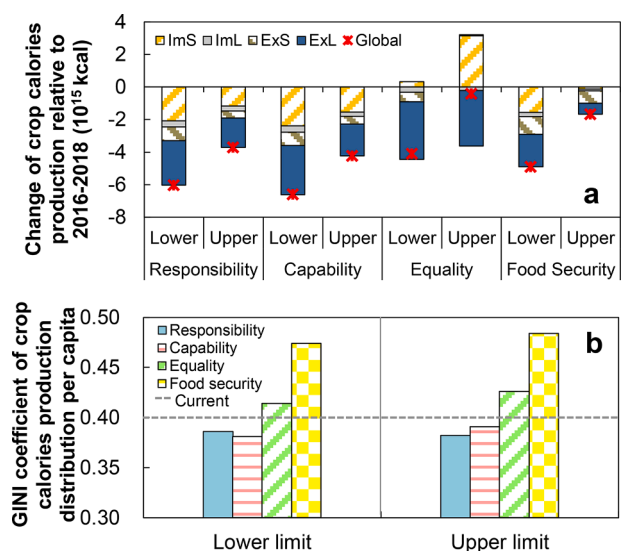 Change of crop calories
production relative to
2016-2018 (10¹⁵ kcal)
4
2
0
-2
-4
-6
-8
ImS ImL ExS ExL Global
a
Lower Upper Lower Upper Lower Upper Lower Upper
Responsibility Capability Equality Food Security
GINI coefficient of crop
calories production
distribution per capita
0.50
0.45
0.40
0.35
0.30
Responsibility
Capability
Equality
Food security
Current
b
Lower limit Upper limit